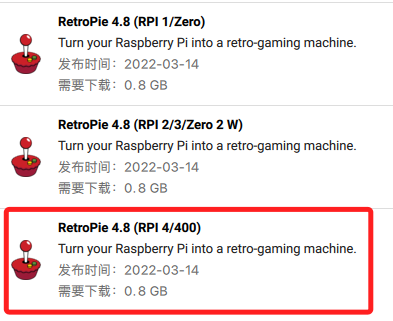 RetroPie 4.8 (RPI 1/Zero)
Turn your Raspberry Pi into a retro-gaming machine.
发布时间：2022-03-14
需要下载：0.8 GB
RetroPie 4.8 (RPI 2/3/Zero 2 W)
Turn your Raspberry Pi into a retro-gaming machine.
发布时间：2022-03-14
需要下载：0.8 GB
RetroPie 4.8 (RPI 4/400)
Turn your Raspberry Pi into a retro-gaming machine.
发布时间：2022-03-14
需要下载：0.8 GB